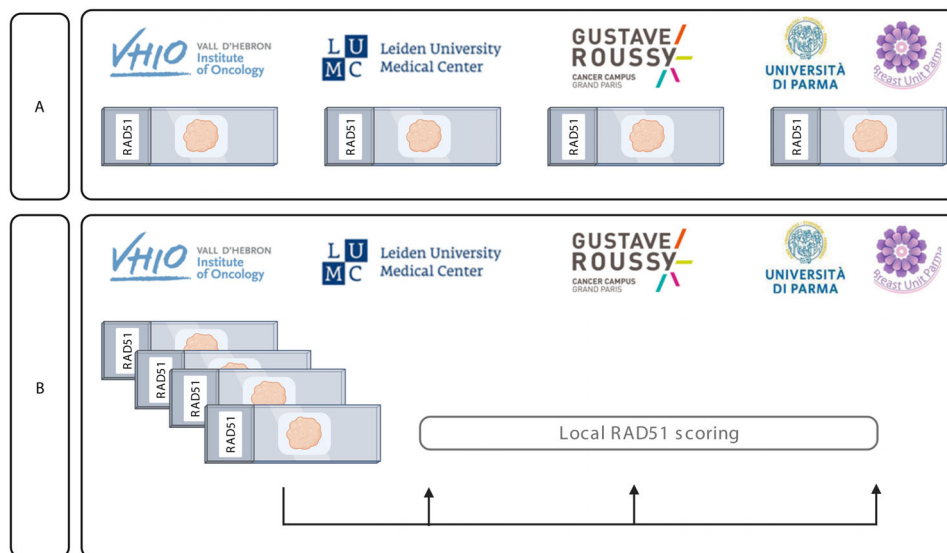 A
VHIO VALL D'HEBRON
Institute
of Oncology
LUMC Leiden University
Medical Center
GUSTAVE
ROUSSY
CANCER CAMPUS
GRAND PARIS
UNIVERSITÀ
DI PARMA
Breast Unit Parma
RAD51
RAD51
RAD51
RAD51
B
VHIO VALL D'HEBRON
Institute
of Oncology
LUMC Leiden University
Medical Center
GUSTAVE
ROUSSY
CANCER CAMPUS
GRAND PARIS
UNIVERSITÀ
DI PARMA
Breast Unit Parma
RAD51
RAD51
RAD51
RAD51
Local RAD51 scoring